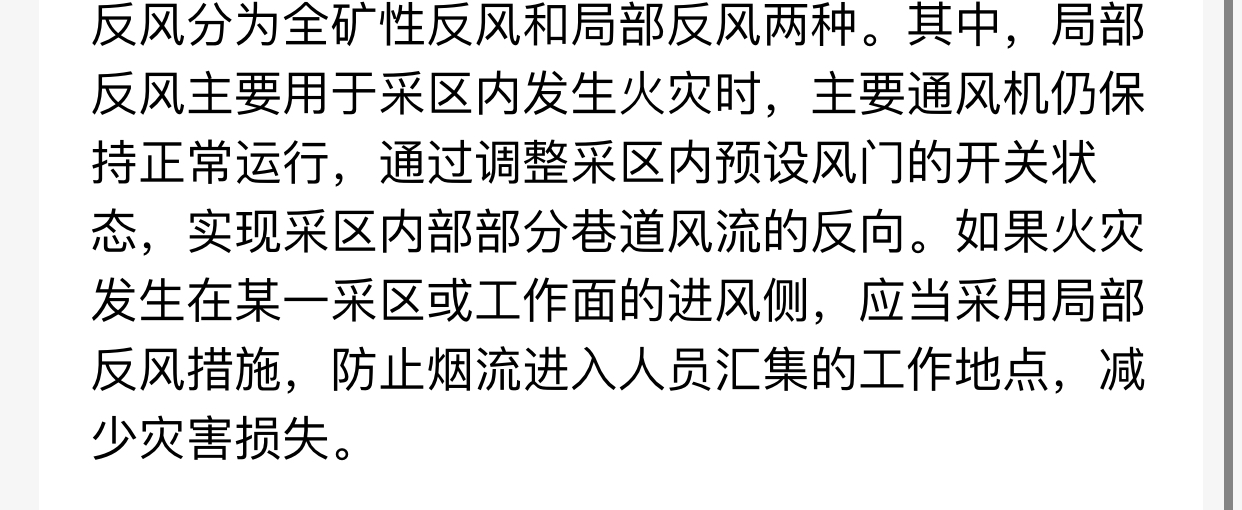 反风分为全矿性反风和局部反风两种。其中，局部
反风主要用于采区内发生火灾时，主要通风机仍保
持正常运行，通过调整采区内预设风门的开关状
态，实现采区内部部分巷道风流的反向。如果火灾
发生在某一采区或工作面的进风侧，应当采用局部
反风措施，防止烟流进入人员汇集的工作地点，减
少灾害损失。